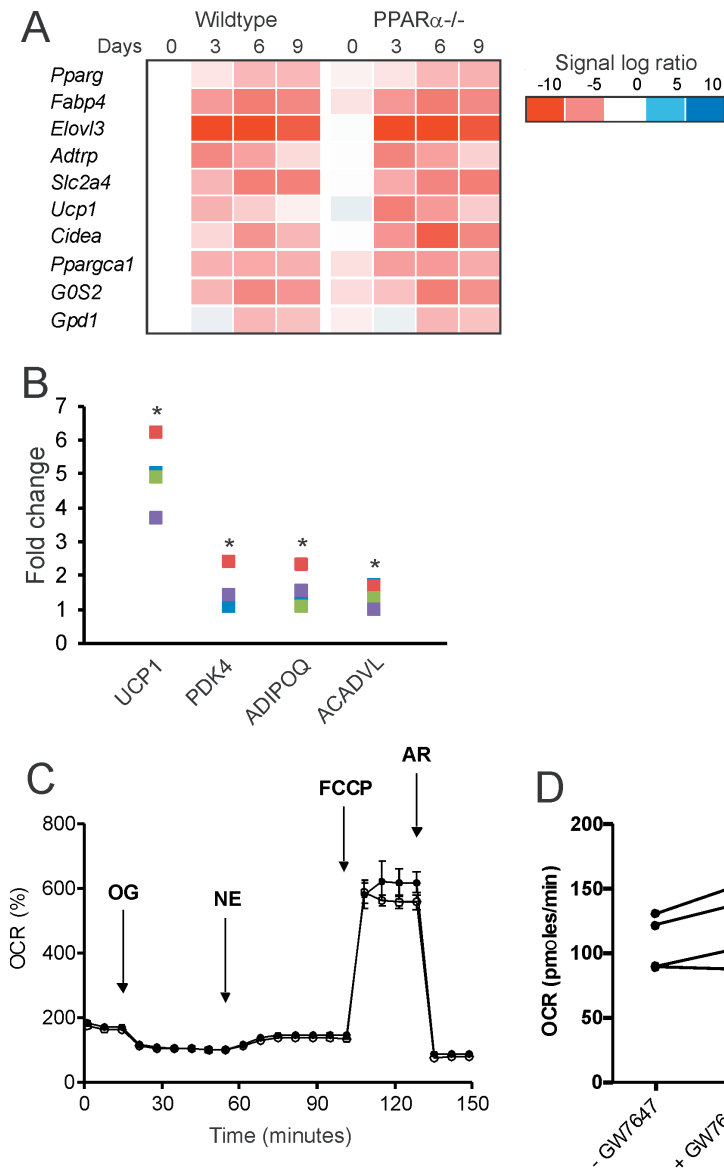 A
Wildtype PPARα-/-
Days 0 3 6 9 0 3 6 9
Pparg
Fabp4
Elovl3
Adtrp
Slc2a4
Ucp1
Cidea
Ppargca1
G0S2
Gpd1
Signal log ratio
-10 -5 0 5 10
B
Fold change
7
6
5
4
3
2
1
0
*
*
*
*
UCP1
PDK4
ADIPOQ
ACADVL
C
OG
NE
FCCP
AR
OCR (%)
800
600
400
200
0
0 30 60 90 120 150
Time (minutes)
D
OCR (pmoles/min)
200
150
100
50
0
- GW7647
+ GW76